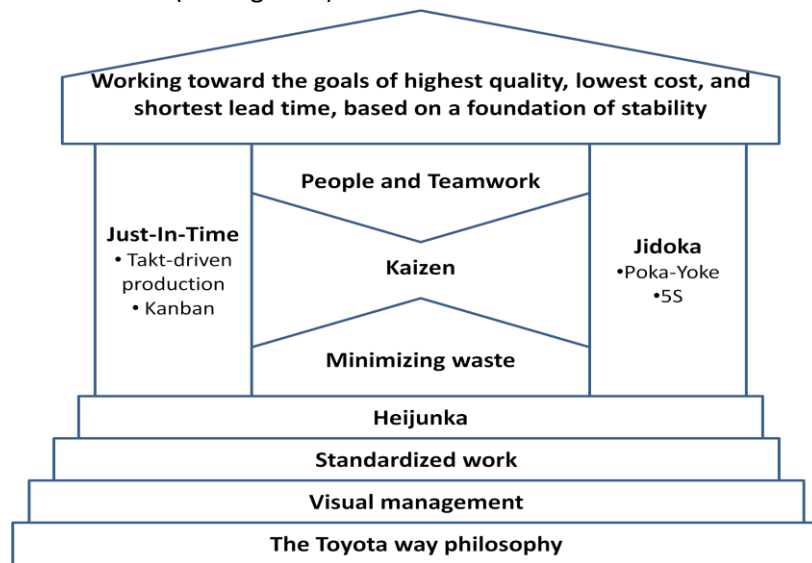 Working toward the goals of highest quality, lowest cost, and
shortest lead time, based on a foundation of stability
People and Teamwork
Just-In-Time
• Takt-driven
production
• Kanban
Kaizen
Jidoka
•Poka-Yoke
•5S
Minimizing waste
Heijunka
Standardized work
Visual management
The Toyota way philosophy